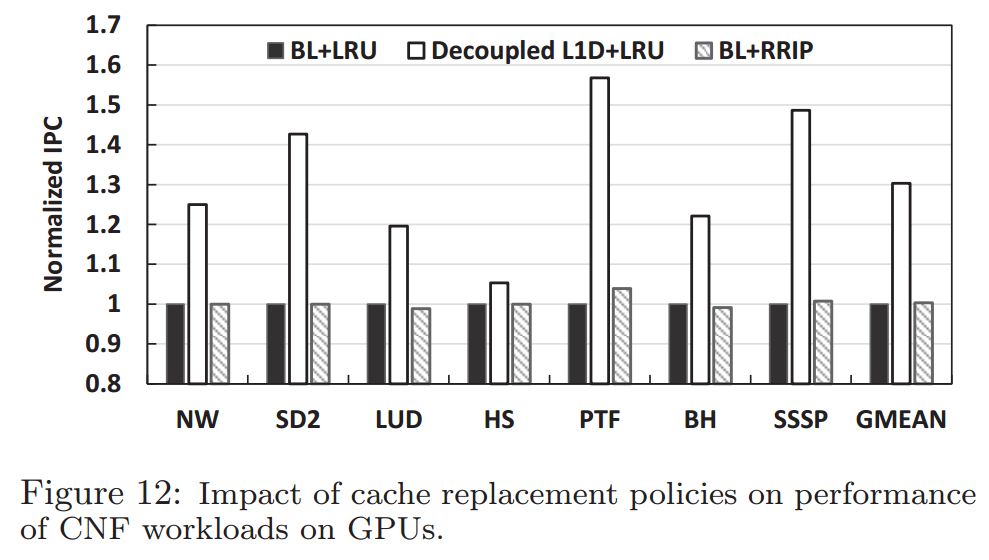 1.7
1.6
1.5
1.4
1.3
1.2
1.1
1
0.9
0.8
Normalized IPC
BL+LRU Decoupled L1D+LRU BL+RRIP
NW SD2 LUD HS PTF BH SSSP GMEAN
Figure 12: Impact of cache replacement policies on performance
of CNF workloads on GPUs.